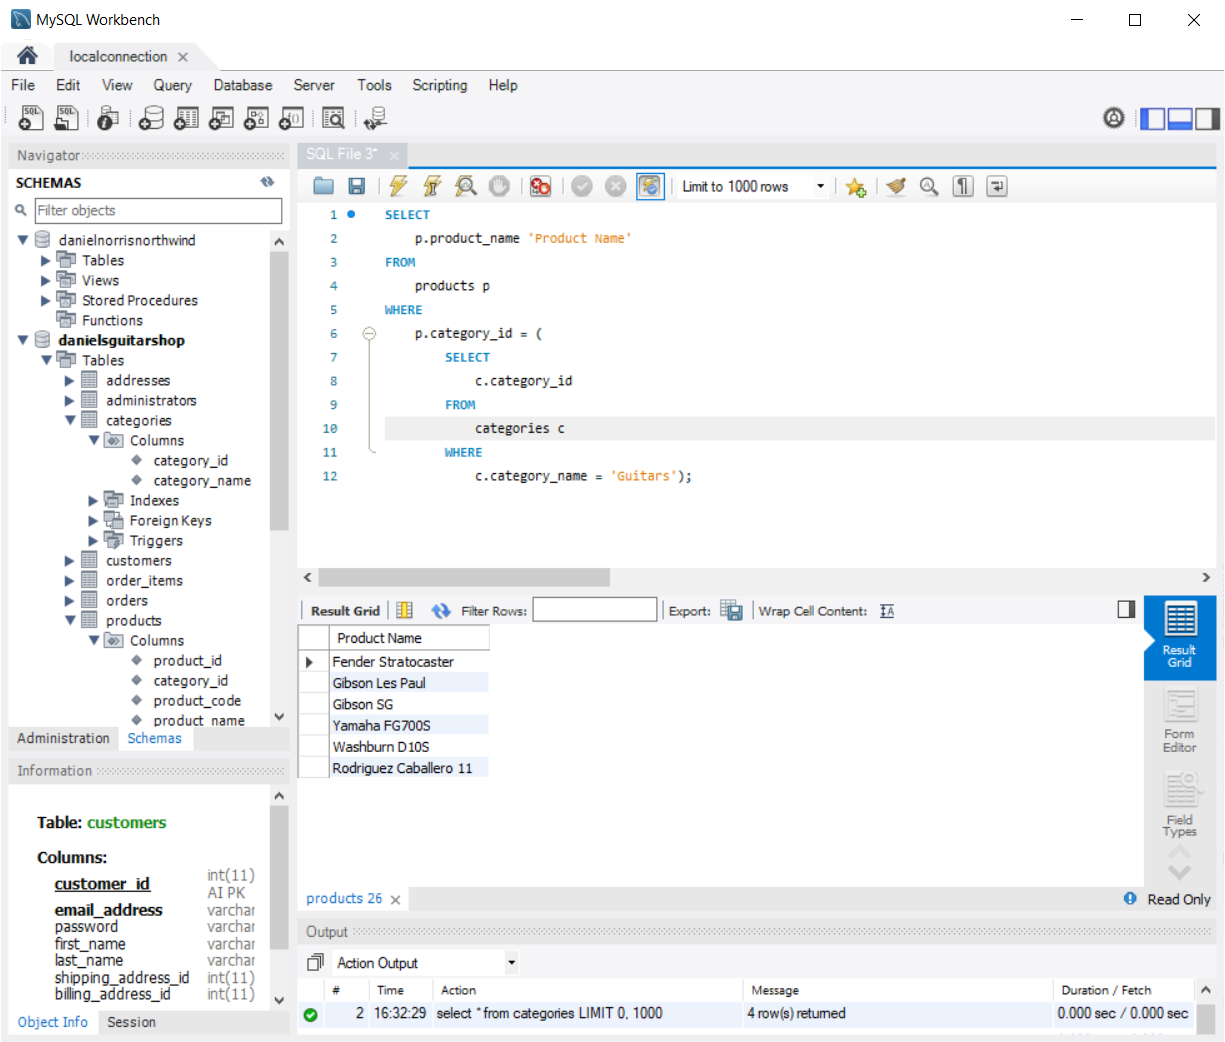 MySQL Workbench
localconnection
File Edit View Query Database Server Tools Scripting Help
Navigator
SCHEMAS
Filter objects
danielnorrisnorthwind
Tables
Views
Stored Procedures
Functions
danielsguitarshop
Tables
addresses
administrators
categories
Columns
category_id
category_name
Indexes
Foreign Keys
Triggers
customers
order_items
orders
products
Columns
product_id
category_id
product_code
product_name
Administration Schemas
Information
Table: customers
Columns:
customer_id int(11) AI PK
email_address varchar
password varchar
first_name varchar
last_name varchar
shipping_address_id int(11)
billing_address_id int(11)
Object Info Session
SQL File 3*
Limit to 1000 rows
1 SELECT
2 p.product_name 'Product Name'
3 FROM
4 products p
5 WHERE
6 p.category_id = (
7 SELECT
8 c.category_id
9 FROM
10 categories c
11 WHERE
12 c.category_name = 'Guitars');
Result Grid Filter Rows: Export: Wrap Cell Content:
Product Name
Fender Stratocaster
Gibson Les Paul
Gibson SG
Yamaha FG700S
Washburn D10S
Rodriguez Caballero 11
Result Grid
Form Editor
Field Types
products 26
Read Only
Output
Action Output
# Time Action Message Duration / Fetch
2 16:32:29 select * from categories LIMIT 0, 1000 4 row(s) returned 0.000 sec / 0.000 sec